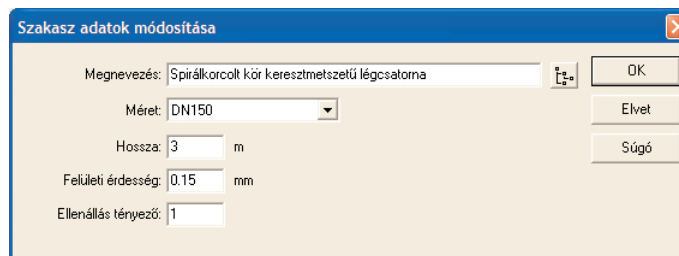 Szakasz adatok módosítása
Megnevezés: Spirálkorcolt kör keresztmetszetű légcsatorna
OK
Méret: DN150
Elvet
Hossza: 3 m
Súgó
Felületi érdesség: 0.15 mm
Ellenállás tényező: 1